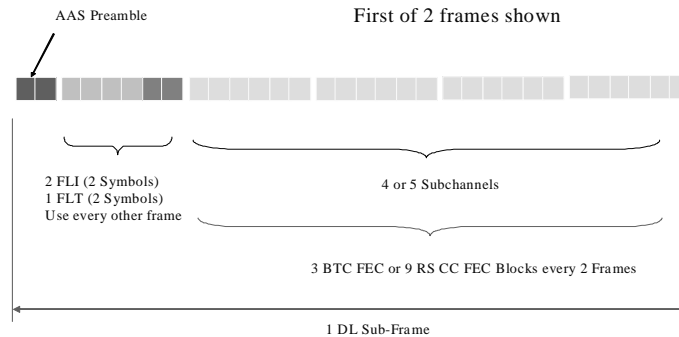 AAS Preamble
First of 2 frames shown
2 FLI (2 Symbols)
1 FLT (2 Symbols)
Use every other frame
4 or 5 Subchannels
3 BTC FEC or 9 RS CC FEC Blocks every 2 Frames
1 DL Sub-Frame